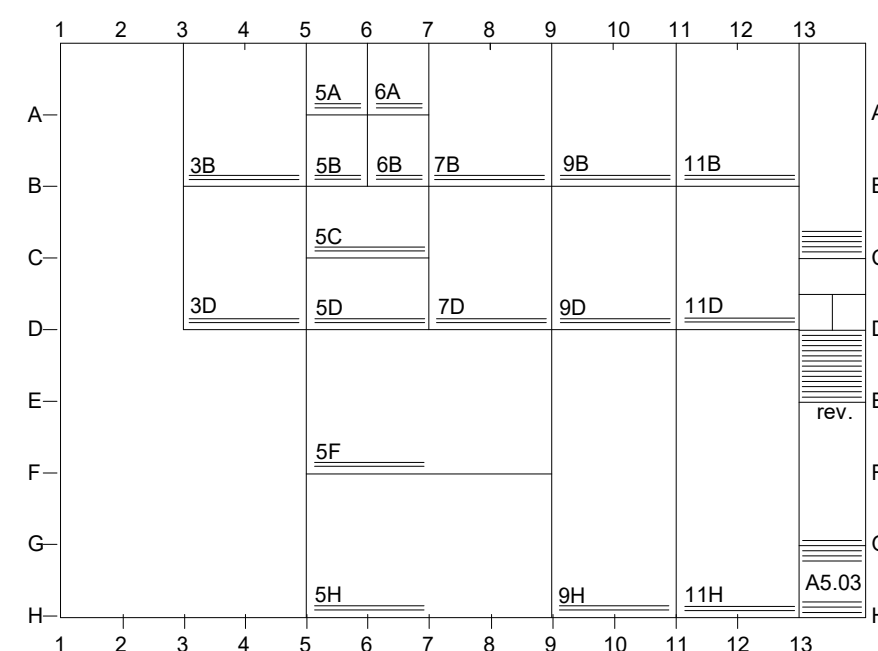 1 2 3 4 5 6 7 8 9 10 11 12 13
5A 6A
A A
3B 5B 6B 7B 9B 11B
B B
5C
C C
3D 5D 7D 9D 11D
D D
E E
rev.
5F
F F
G G
A5.03
5H 9H 11H
H H
1 2 3 4 5 6 7 8 9 10 11 12 13